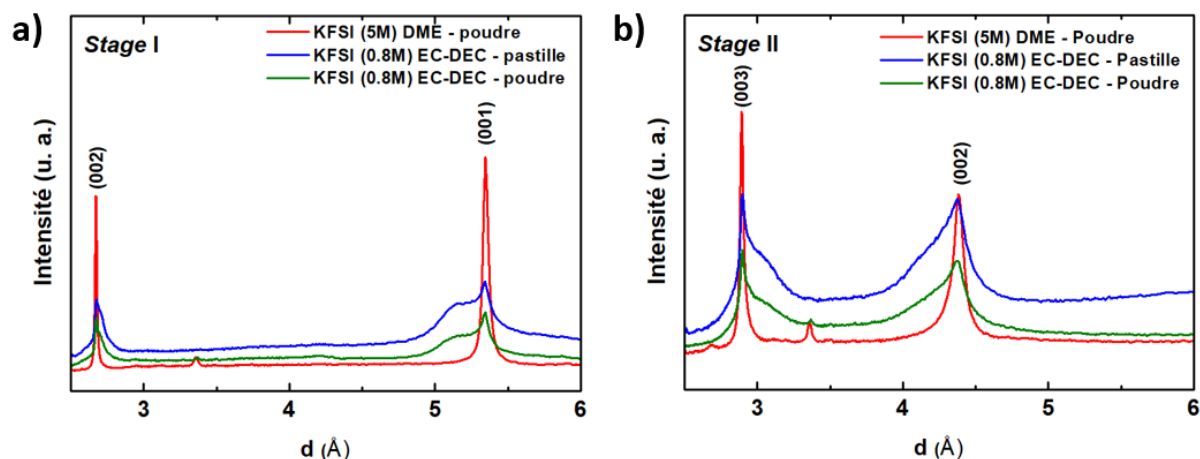 a)
Stage I
KFSI (5M) DME - poudre
KFSI (0.8M) EC-DEC - pastille
KFSI (0.8M) EC-DEC - poudre
(002)
(001)
Intensité (u. a.)
3 4 5 6
d (Å)
b)
Stage II
KFSI (5M) DME - Poudre
KFSI (0.8M) EC-DEC - Pastille
KFSI (0.8M) EC-DEC - Poudre
(003)
(002)
Intensité (u. a.)
3 4 5 6
d (Å)